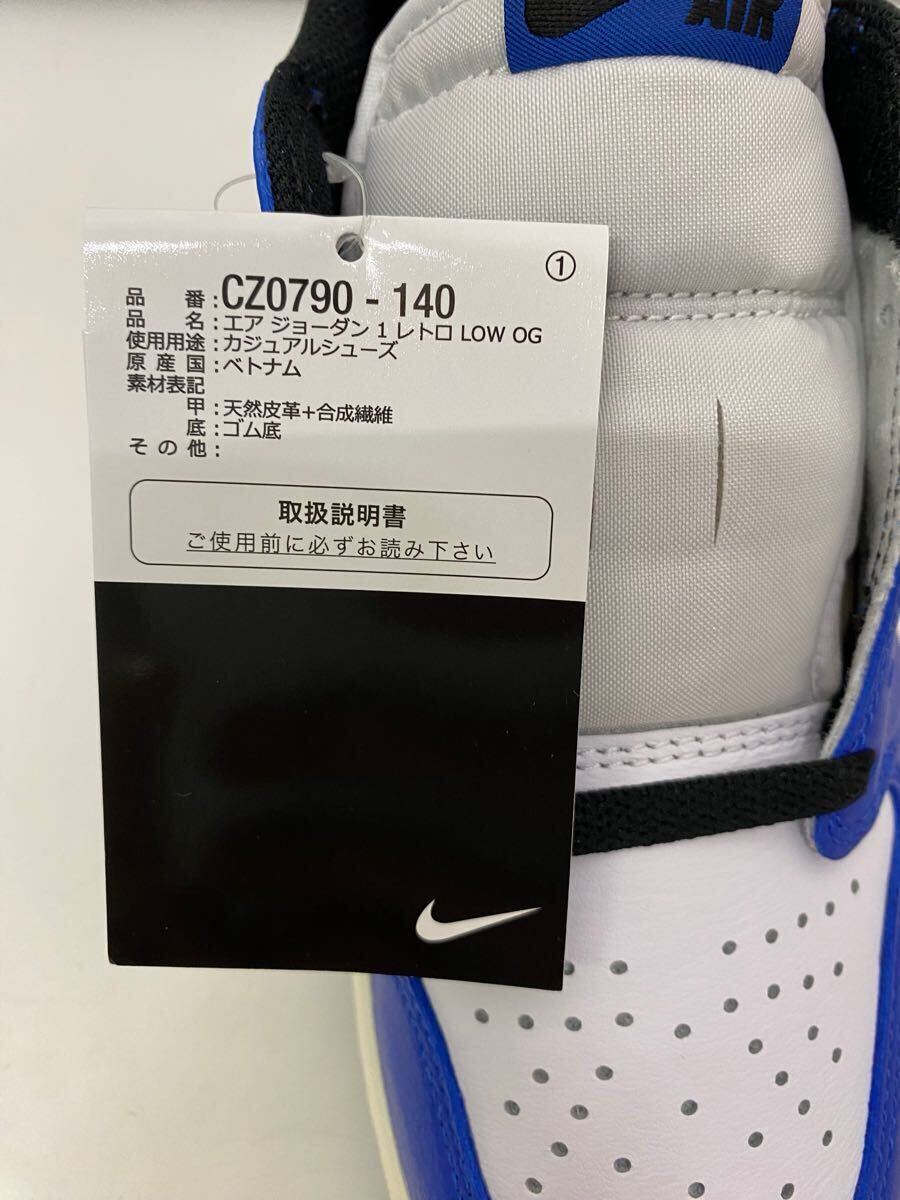 AIR
①
品 番 : CZ0790 - 140
品 名 : エア ジョーダン 1 レトロ LOW OG
使用用途 : カジュアルシューズ
原 産 国 : ベトナム
素材表記
甲 : 天然皮革+合成繊維
底 : ゴム底
そ の 他 :
取扱説明書
ご使用前に必ずお読み下さい